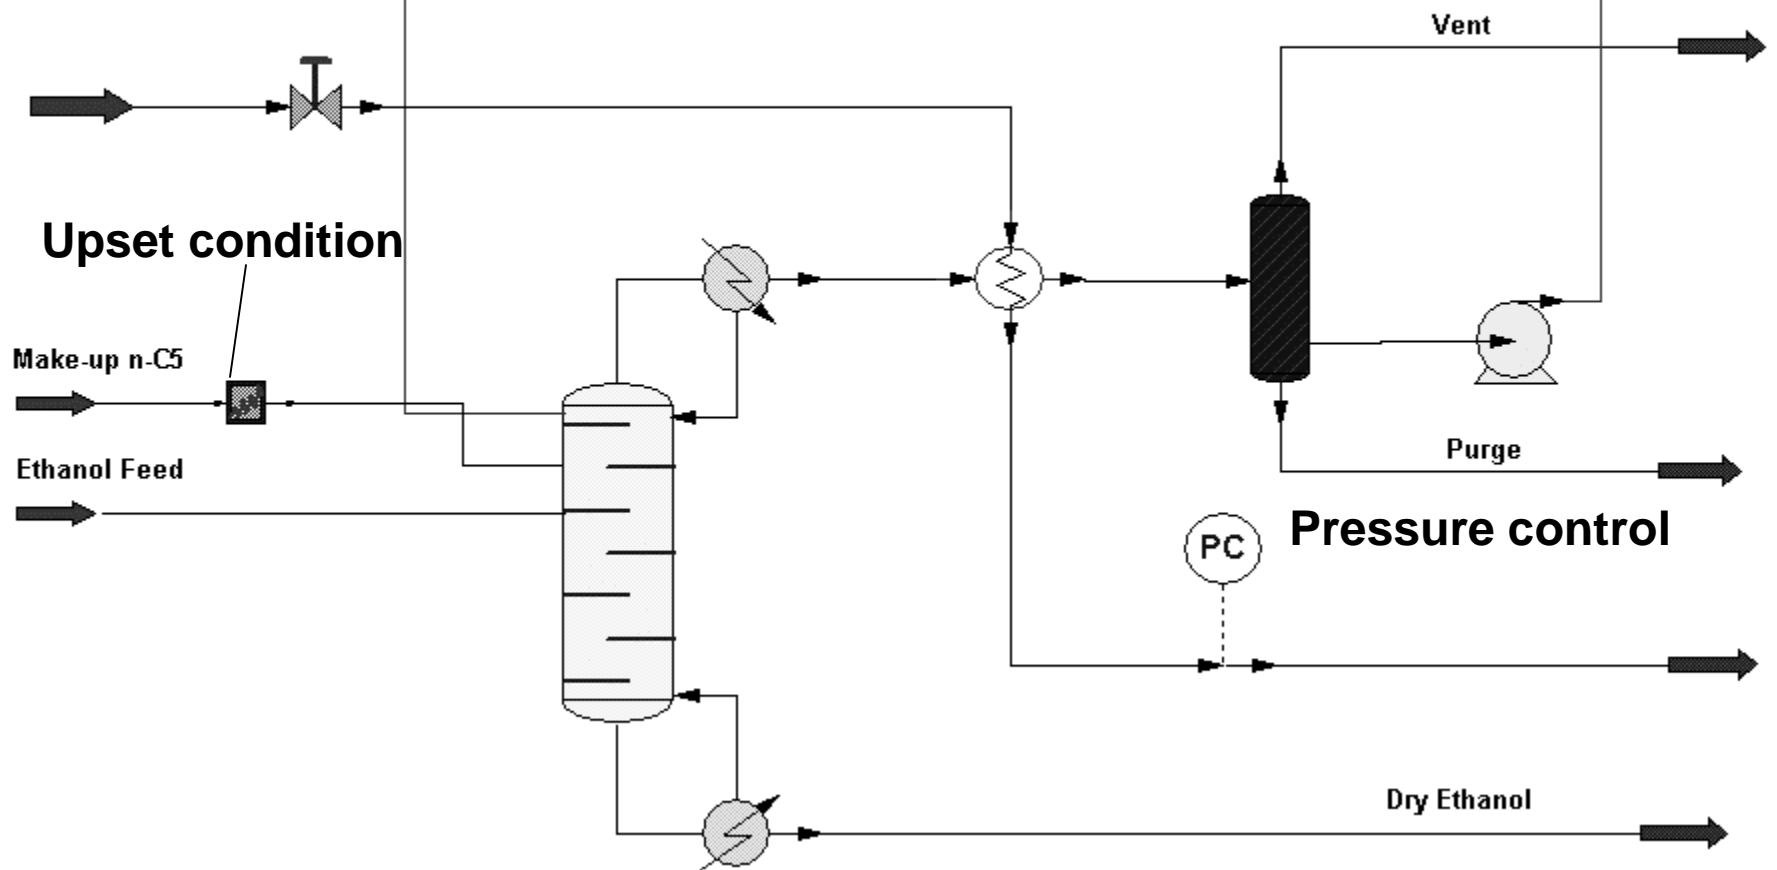 Vent
Upset condition
Make-up n-C5
Ethanol Feed
Purge
PC
Pressure control
Dry Ethanol